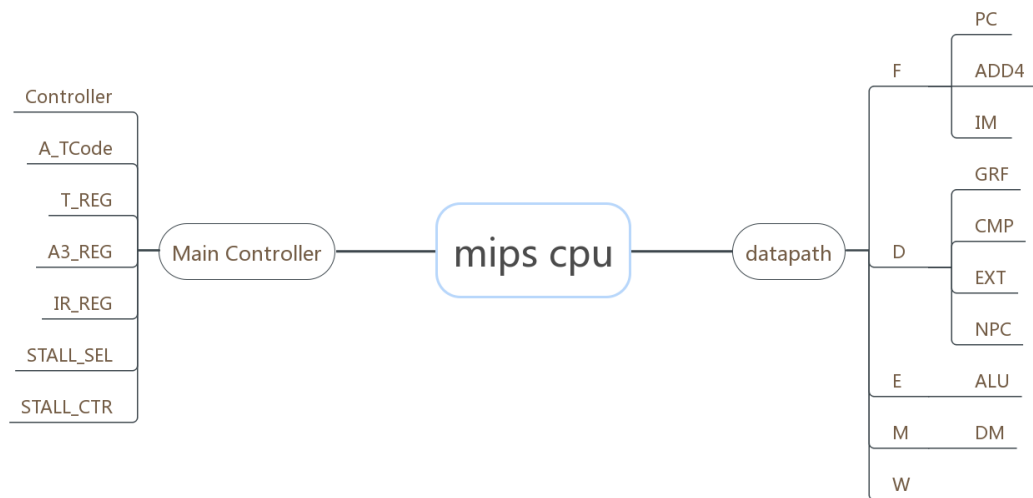 mips cpu
Main Controller
Controller
A_TCode
T_REG
A3_REG
IR_REG
STALL_SEL
STALL_CTR
datapath
F
PC
ADD4
IM
D
GRF
CMP
EXT
NPC
E
ALU
M
DM
W